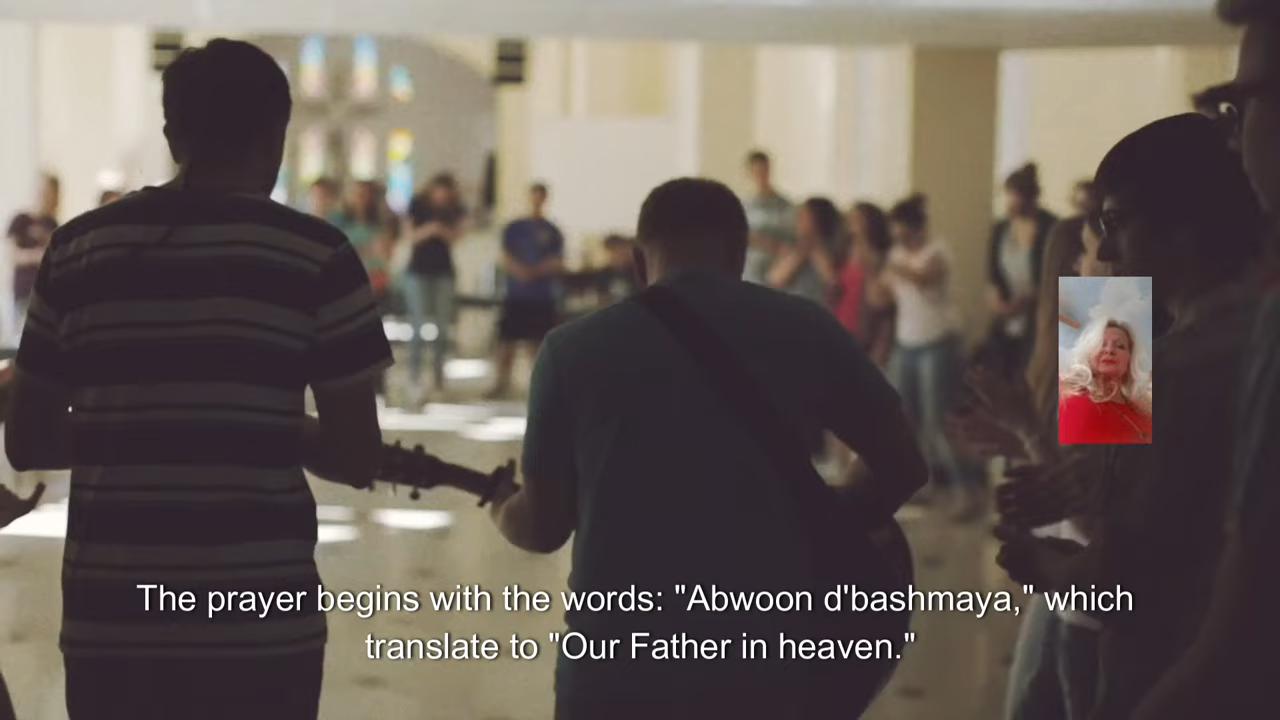 The prayer begins with the words: "Abwoon d'bashmaya," which
translate to "Our Father in heaven."